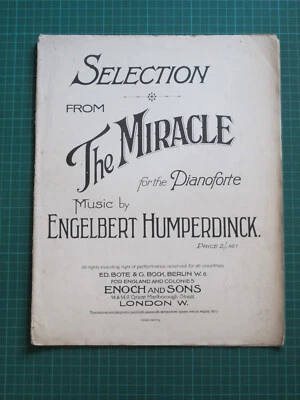 SELECTION
FROM
The MIRACLE
for the Pianoforte
Music by
ENGELBERT HUMPERDINCK.
PRICE 2/- NET
All rights including right of performance reserved for all countries.
ED. BOTE & G. BOCK, BERLIN W. 8.
FOR ENGLAND AND COLONIES
ENOCH AND SONS
14 & 14A Great Marlborough Street
LONDON W.